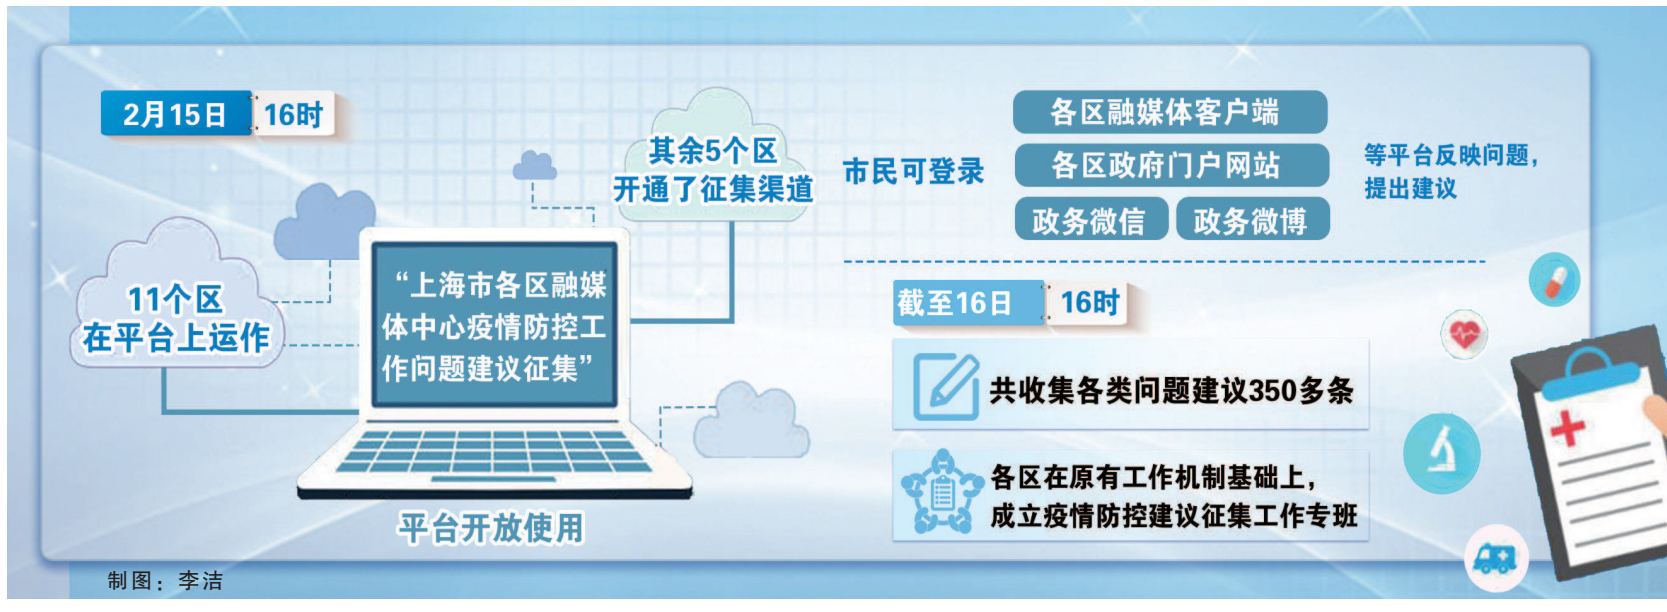 2月15日 16时
11个区
在平台上运作
其余5个区
开通了征集渠道
“上海市各区融媒
体中心疫情防控工
作问题建议征集”
平台开放使用
市民可登录
各区融媒体客户端
各区政府门户网站
政务微信 政务微博
等平台反映问题，
提出建议
截至16日 16时
共收集各类问题建议350多条
各区在原有工作机制基础上，
成立疫情防控建议征集工作专班
制图：李洁